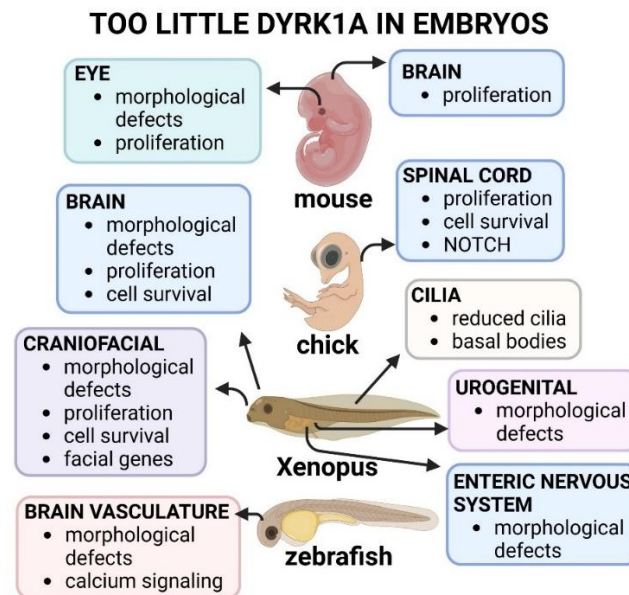 TOO LITTLE DYRK1A IN EMBRYOS
EYE
• morphological
defects
• proliferation
BRAIN
• proliferation
mouse
BRAIN
• morphological
defects
• proliferation
• cell survival
SPINAL CORD
• proliferation
• cell survival
• NOTCH
chick
CILIA
• reduced cilia
• basal bodies
CRANIOFACIAL
• morphological
defects
• proliferation
• cell survival
• facial genes
UROGENITAL
• morphological
defects
Xenopus
ENTERIC NERVOUS
SYSTEM
• morphological
defects
BRAIN VASCULATURE
• morphological
defects
• calcium signaling
zebrafish